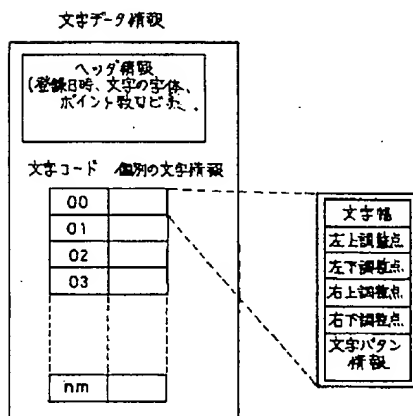 文字データ情報
ヘッダ情報
(登録日時、文字の字体、
ポイント数など)
文字コード 個別の文字情報
00
01
02
03
nm
文字幅
左上調整点
左下調整点
右上調整点
右下調整点
文字パタン
情報